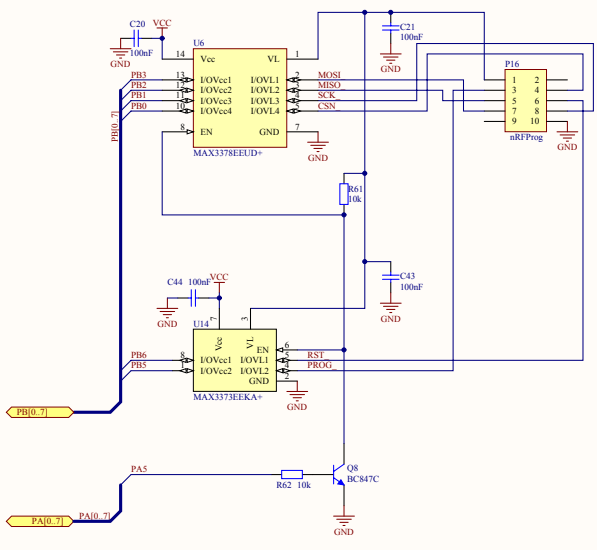 C20 VCC
100nF
GND
U6
14 Vcc VL 1
C21
100nF
GND
PB3 13 I/OVcc1 I/OVL1 2 MOSI
PB2 12 I/OVcc2 I/OVL2 3 MISO
PB1 11 I/OVcc3 I/OVL3 4 SCK
PB0 10 I/OVcc4 I/OVL4 5 CSN
8 EN GND 7
MAX3378EEUD+
GND
PB[0..7]
P16
1 2
3 4
5 6
7 8
9 10
nRFProg
GND
R61
10k
C43
100nF
GND
C44 100nF VCC
GND
7 3
U14
Vcc VL
EN 6
PB6 8 I/OVcc1 I/OVL1 5 RST
PB5 1 I/OVcc2 I/OVL2 4 PROG
GND 2
MAX3373EEKA+
GND
PB[0..7]
PA5
R62 10k
Q8
BC847C
GND
PA[0..7] PA[0..7]